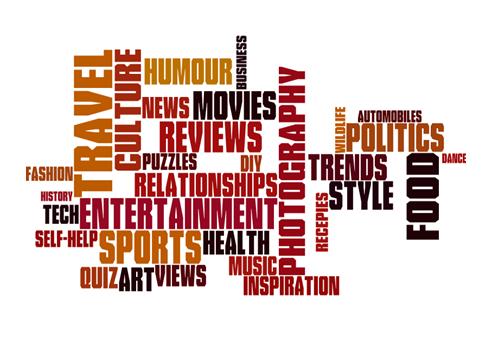 TRAVEL
CULTURE
HUMOUR
BUSINESS
NEWS
MOVIES
REVIEWS
PHOTOGRAPHY
WILDLIFE
AUTOMOBILES
POLITICS
PUZZLES
DIY
TRENDS
FOOD
DANCE
FASHION
RELATIONSHIPS
STYLE
HISTORY
TECH
ENTERTAINMENT
RECEPIES
SELF-HELP
SPORTS
HEALTH
QUIZ
ART
VIEWS
MUSIC
INSPIRATION